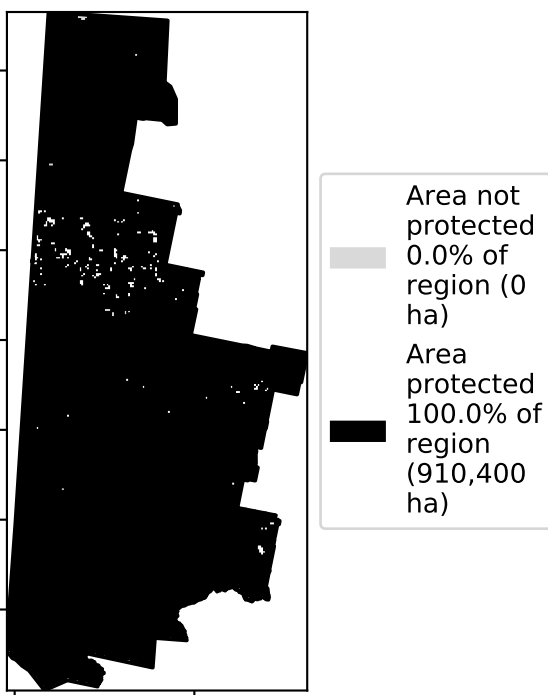 Area not
protected
0.0% of
region (0
ha)
Area
protected
100.0% of
region
(910,400
ha)